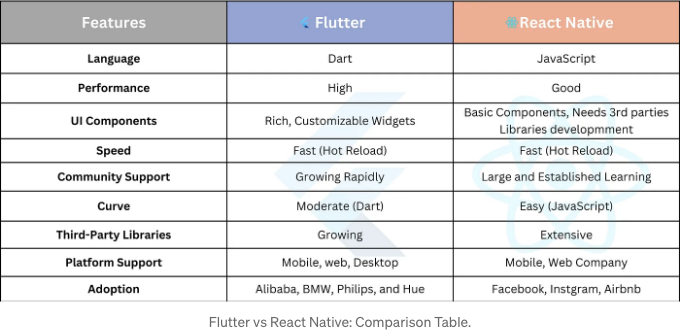 Features Flutter React Native
Language Dart JavaScript
Performance High Good
UI Components Rich, Customizable Widgets Basic Components, Needs 3rd parties
Libraries developmment
Speed Fast (Hot Reload) Fast (Hot Reload)
Community Support Growing Rapidly Large and Established Learning
Curve Moderate (Dart) Easy (JavaScript)
Third-Party Libraries Growing Extensive
Platform Support Mobile, web, Desktop Mobile, Web Company
Adoption Alibaba, BMW, Philips, and Hue Facebook, Instgram, Airbnb
Flutter vs React Native: Comparison Table.